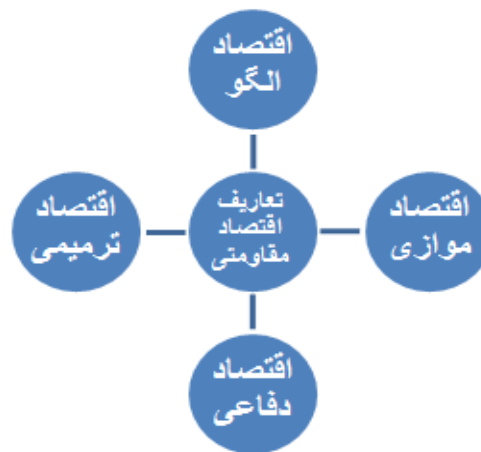 اقتصاد
الگو
اقتصاد
موازی
تعاریف
اقتصاد
مقاومتی
اقتصاد
ترمیمی
اقتصاد
دفاعی